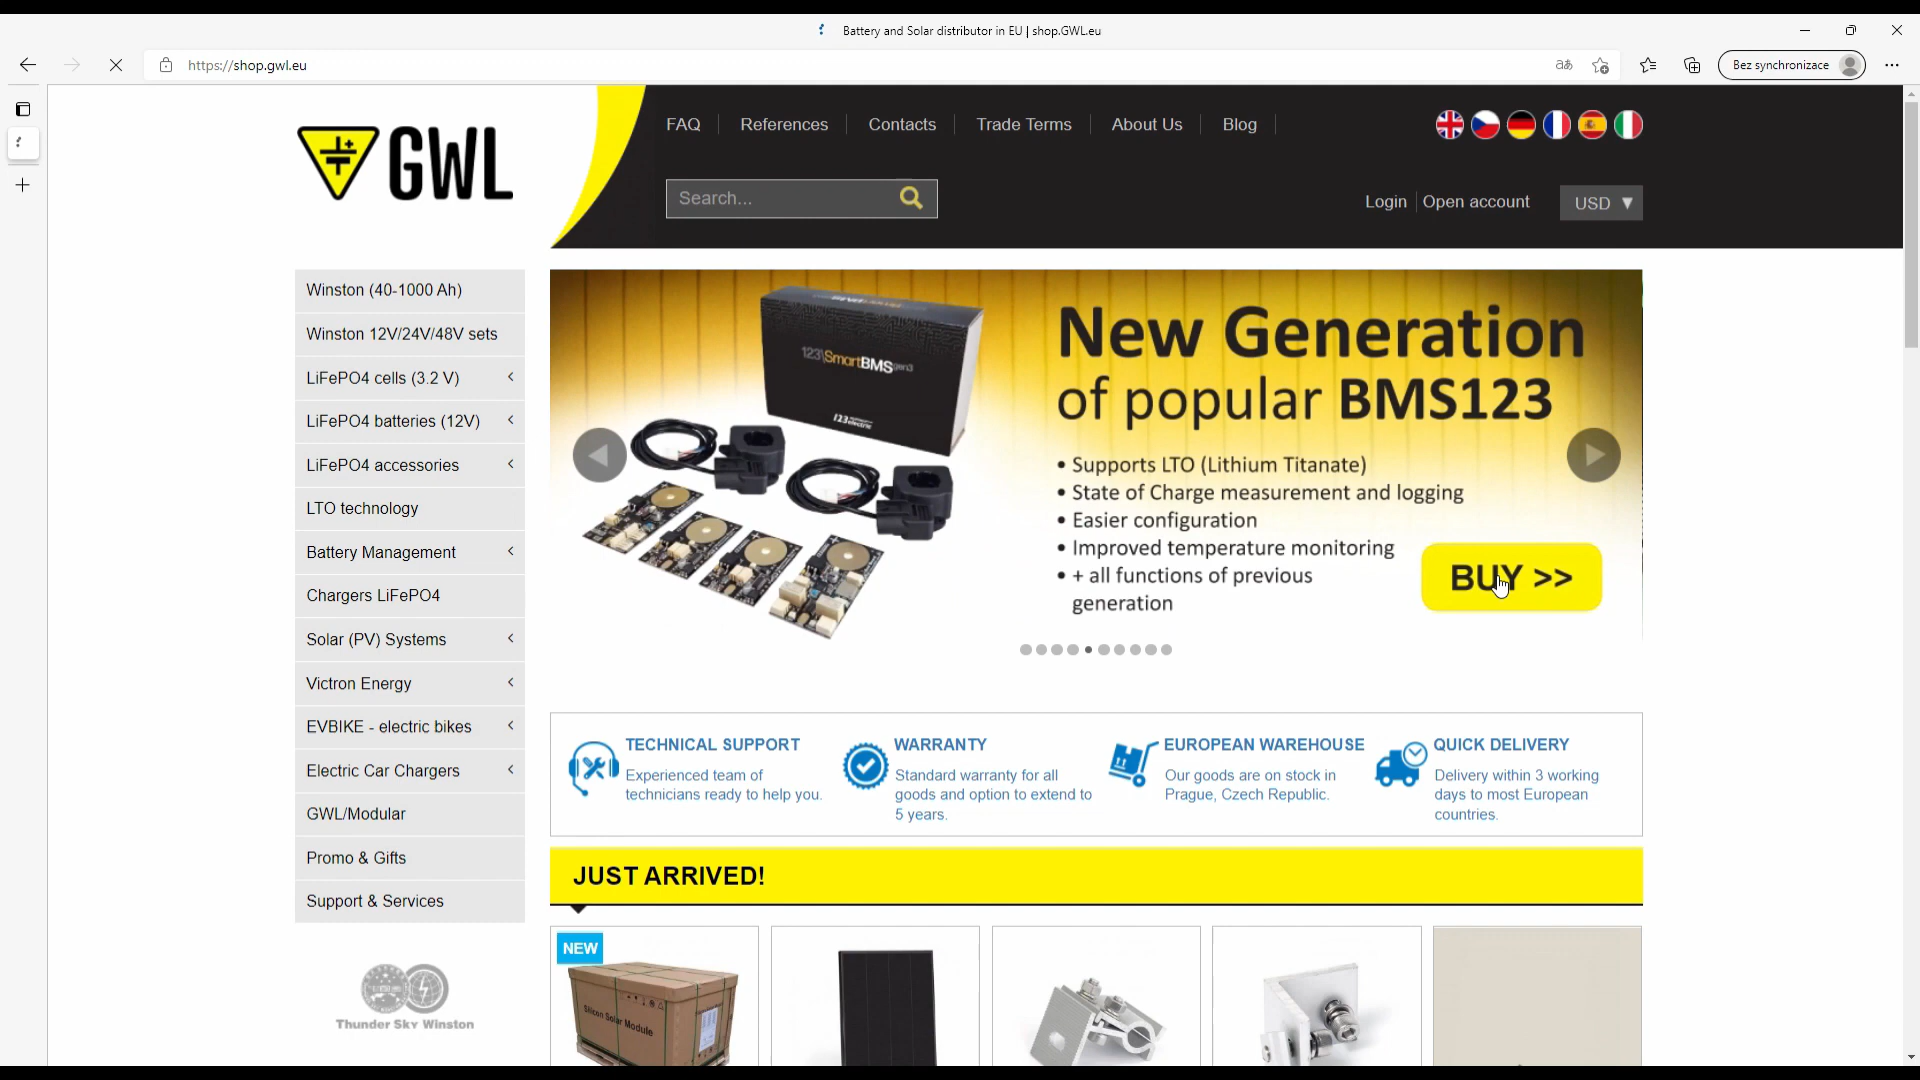 Battery and Solar distributor in EU | shop.GWL.eu
https://shop.gwl.eu
aあ
Bez synchronizace
GWL
FAQ
References
Contacts
Trade Terms
About Us
Blog
Search...
Login
Open account
USD ▼
Winston (40-1000 Ah)
Winston 12V/24V/48V sets
LiFePO4 cells (3.2 V)
LiFePO4 batteries (12V)
LiFePO4 accessories
LTO technology
Battery Management
Chargers LiFePO4
Solar (PV) Systems
Victron Energy
EVBIKE - electric bikes
Electric Car Chargers
GWL/Modular
Promo & Gifts
Support & Services
Thunder Sky Winston
123\SmartBMSgen3
123electric
New Generation
of popular BMS123
• Supports LTO (Lithium Titanate)
• State of Charge measurement and logging
• Easier configuration
• Improved temperature monitoring
• + all functions of previous
generation
BUY >>
TECHNICAL SUPPORT
Experienced team of
technicians ready to help you.
WARRANTY
Standard warranty for all
goods and option to extend to
5 years.
EUROPEAN WAREHOUSE
Our goods are on stock in
Prague, Czech Republic.
QUICK DELIVERY
Delivery within 3 working
days to most European
countries.
JUST ARRIVED!
NEW
Silicon Solar Module